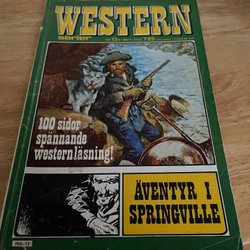 WESTERN
serier
100 sidor
spännande
westernläsning!
ÄVENTYR I
SPRINGVILLE